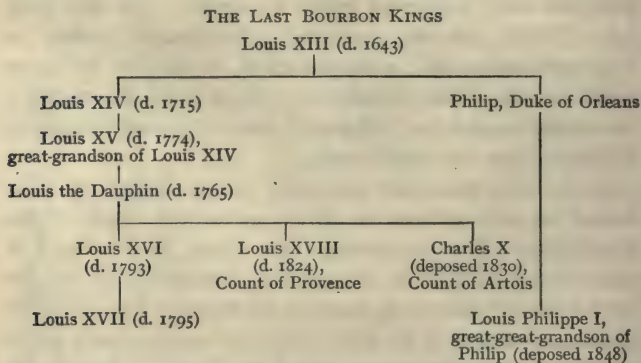 THE LAST BOURBON KINGS
Louis XIII (d. 1643)
Louis XIV (d. 1715)
Philip, Duke of Orleans
Louis XV (d. 1774),
great-grandson of Louis XIV
Louis the Dauphin (d. 1765)
Louis XVI
(d. 1793)
Louis XVIII
(d. 1824),
Count of Provence
Charles X
(deposed 1830),
Count of Artois
Louis XVII (d. 1795)
Louis Philippe I,
great-great-grandson of
Philip (deposed 1848)